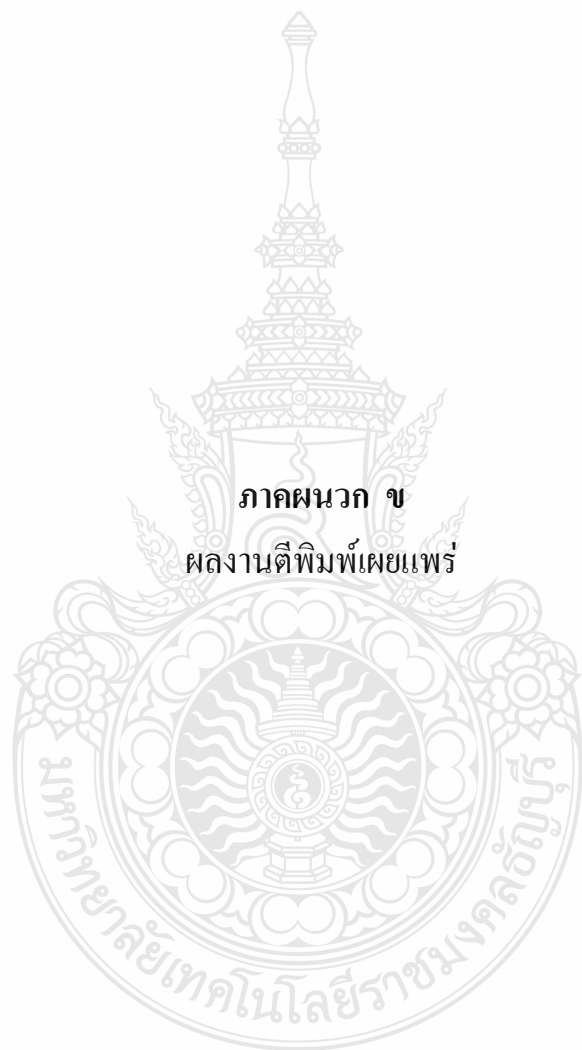 ภาคผนวก ข
ผลงานตีพิมพ์เผยแพร่
มหาวิทยาลัยเทคโนโลยีราชมงคลธัญบุรี